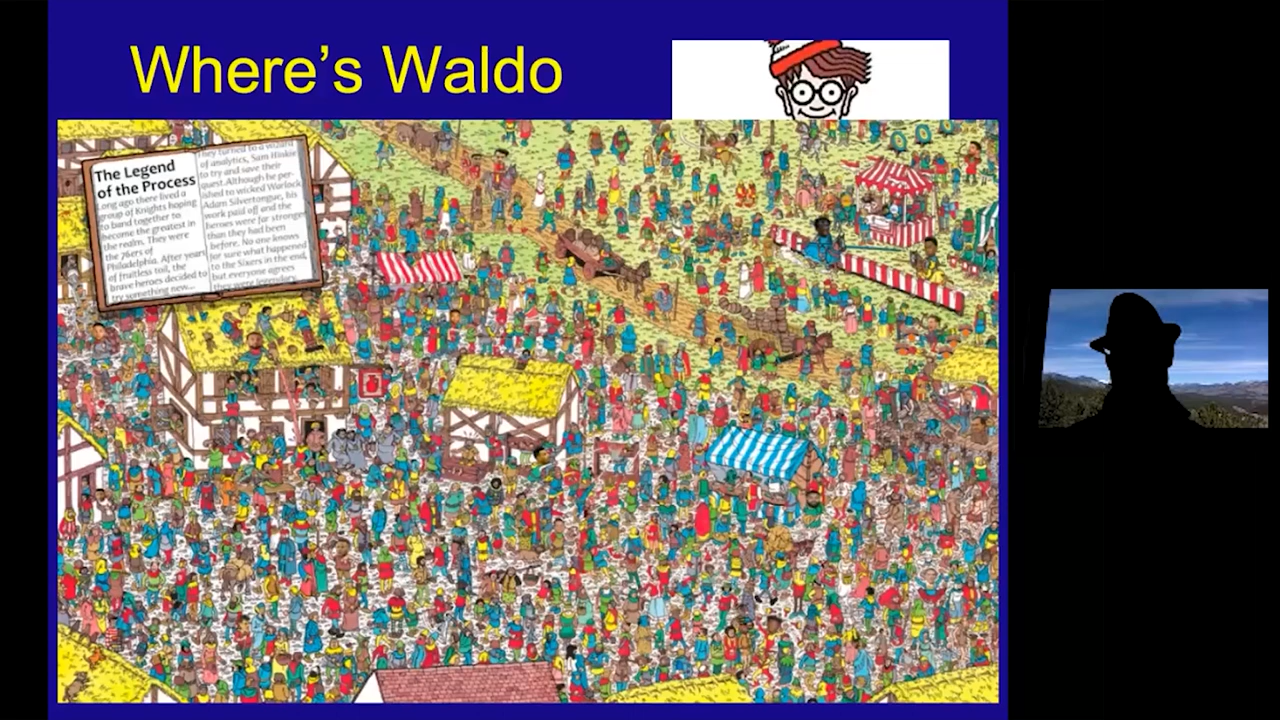 Where's Waldo
The Legend
of the Process
Long ago there lived a
group of Knights hoping
to band together to
become the greatest in
the realm. They were
the 76ers of
Philadelphia. After years
of fruitless toil, the
brave heroes decided to
try something new...
They turned to a wizard
of analytics, Sam Hinkie
to try and save their
quest. Although he per-
ished to wicked Warlock
Adam Silvertongue, his
work paid off and the
heroes were far stronger
than they had been
before. No one knows
for sure what happened
to the Sixers in the end,
but everyone agrees
they were legendary.